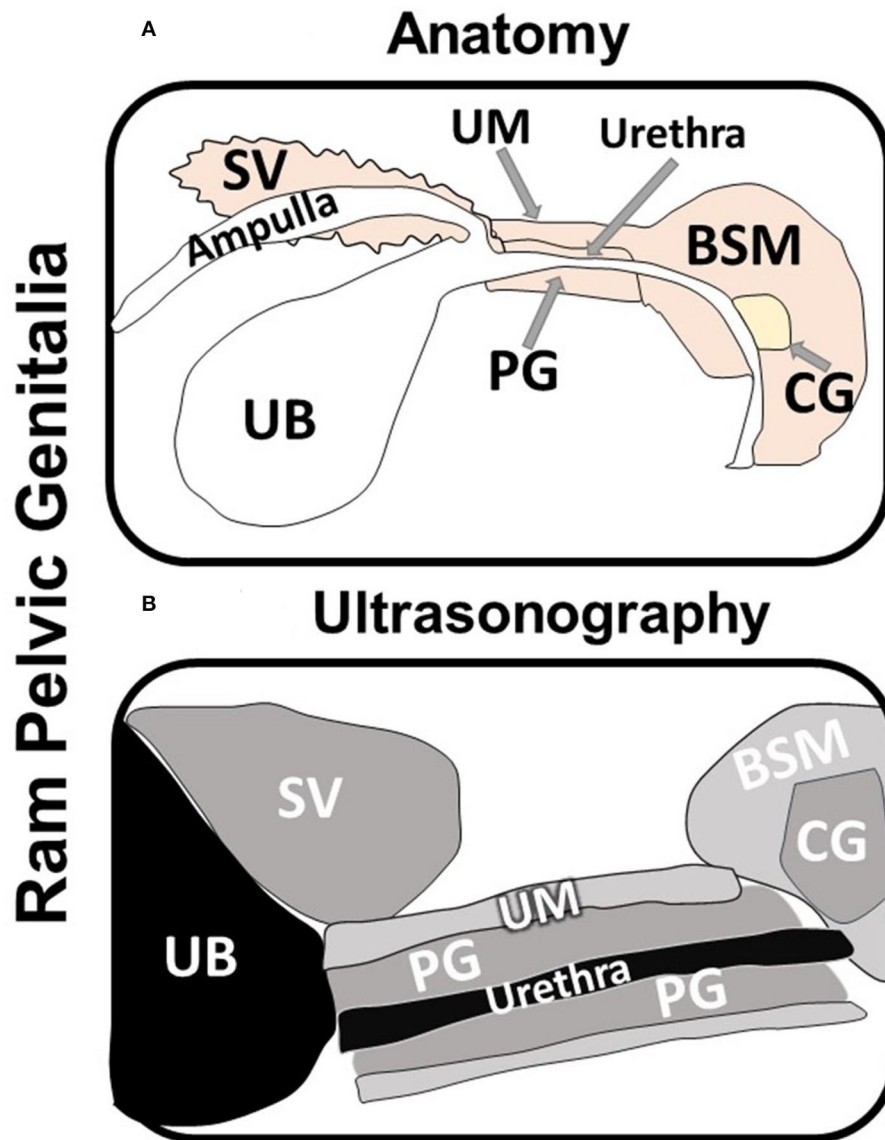 Ram Pelvic Genitalia
A
Anatomy
UM
Urethra
SV
Ampulla
BSM
PG
CG
UB
B
Ultrasonography
BSM
SV
CG
UM
UB
PG
Urethra
PG